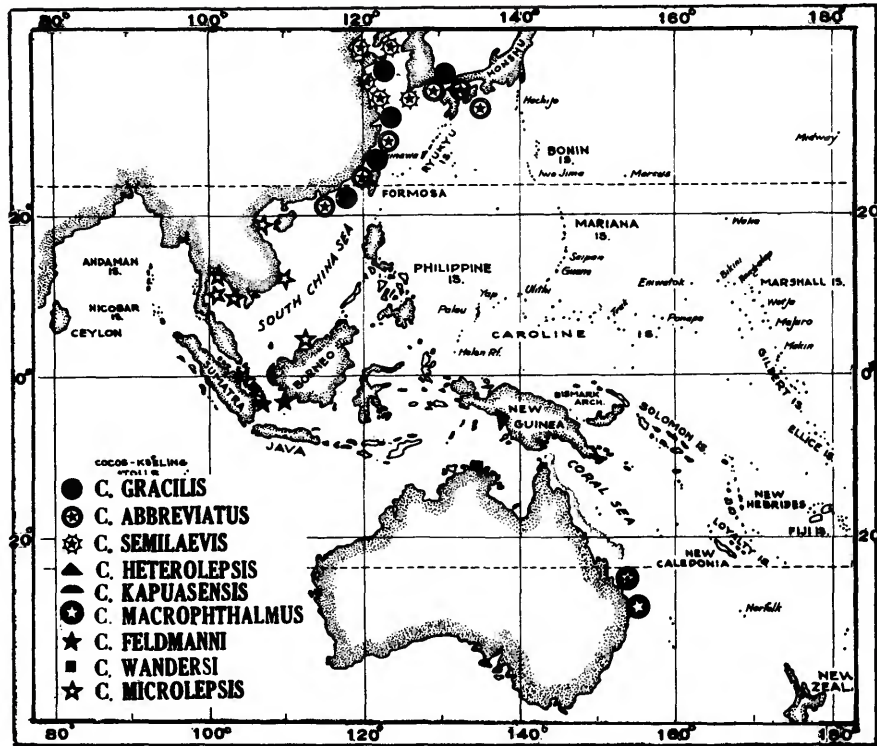 80° 100° 120° 140° 160° 180°
HONSHU
Hachijo
RYUKYU IS.
BONIN IS.
Midway
Iwo Jima
Marcus
FORMOSA
20°
20
MARIANA IS.
Wake
ANDAMAN IS.
SOUTH CHINA SEA
PHILIPPINE IS.
Saipan
Guam
Eniwetok
Bikini
MARSHALL IS.
NICOBAR IS.
Yap
Ulithi
Palau
Truk
Ponape
Wotje
Majuro
CEYLON
CAROLINE IS.
Makin
Helen Rf.
GILBERT IS.
0°
0°
SUMATRA
BORNEO
BISMARK ARCH.
NEW GUINEA
SOLOMON IS.
ELLICE IS.
JAVA
COCOS-KEELING
CORAL SEA
NEW HEBRIDES
FIJI IS.
LOYALTY IS.
NEW CALEDONIA
20°
20
Norfolk
NEW ZEAL.
C. GRACILIS
C. ABBREVIATUS
C. SEMILAEVIS
C. HETEROLEPSIS
C. KAPUASENSIS
C. MACROPHTHALMUS
C. FELDMANNI
C. WANDERSI
C. MICROLEPSIS
80° 100° 120° 140° 160° 180°